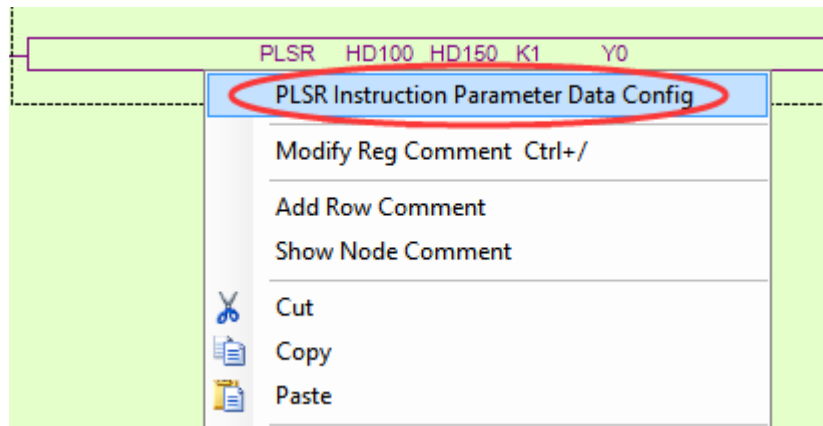 PLSR HD100 HD150 K1 Y0
PLSR Instruction Parameter Data Config
Modify Reg Comment Ctrl+/
Add Row Comment
Show Node Comment
Cut
Copy
Paste